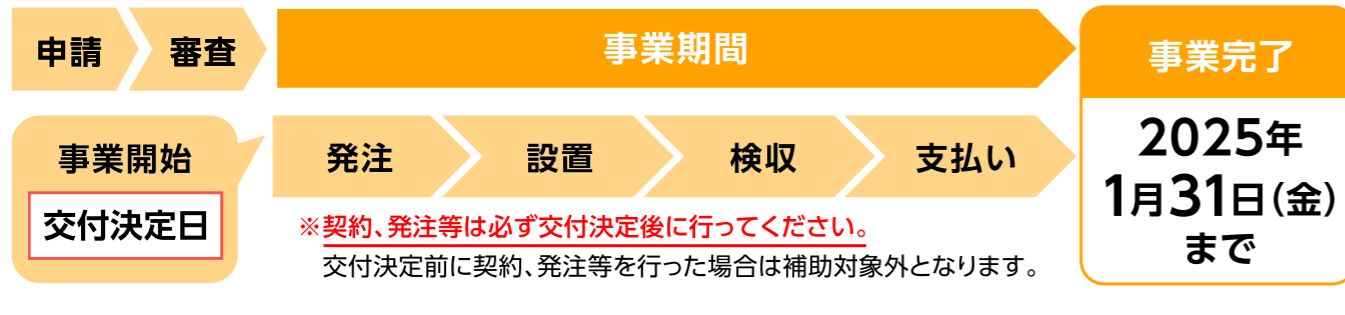 申請
審査
事業期間
事業完了
事業開始
交付決定日
発注
設置
検収
支払い
2025年
1月31日(金)
まで
※契約、発注等は必ず交付決定後に行ってください。
交付決定前に契約、発注等を行った場合は補助対象外となります。